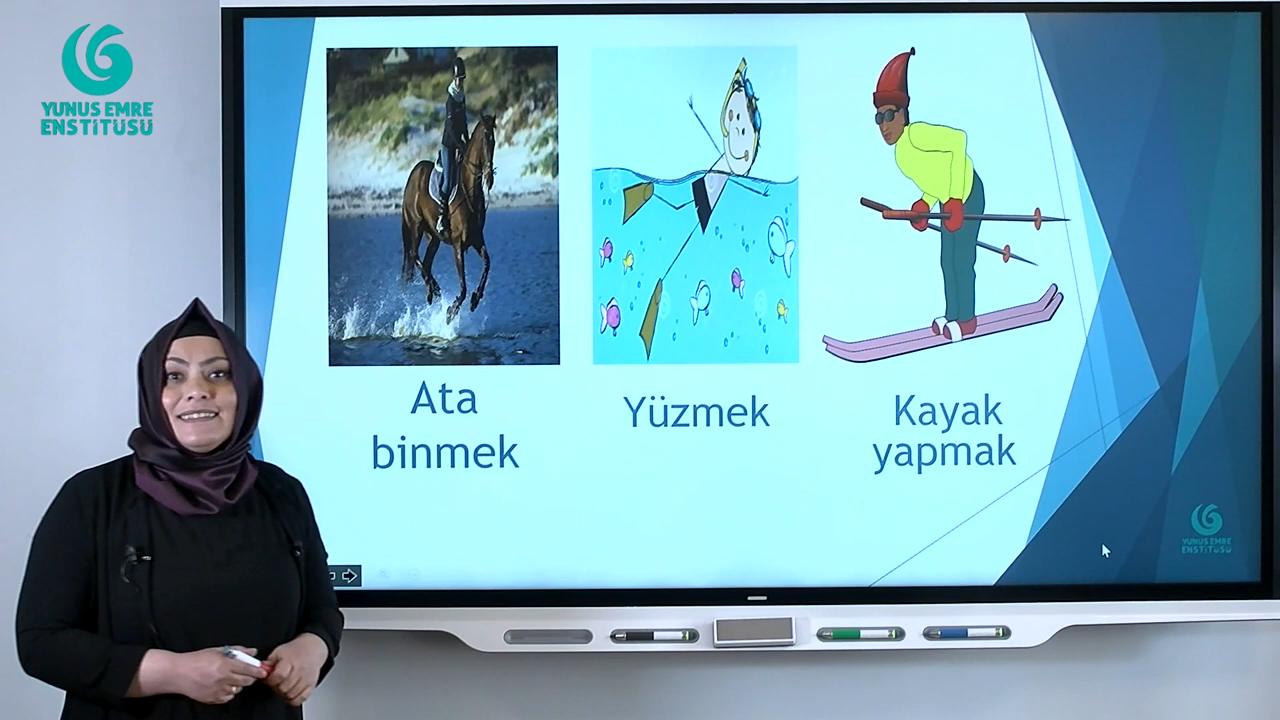 YUNUS EMRE
ENSTİTÜSÜ
Ata
binmek
Yüzmek
Kayak
yapmak
YUNUS EMRE
ENSTİTÜSÜ